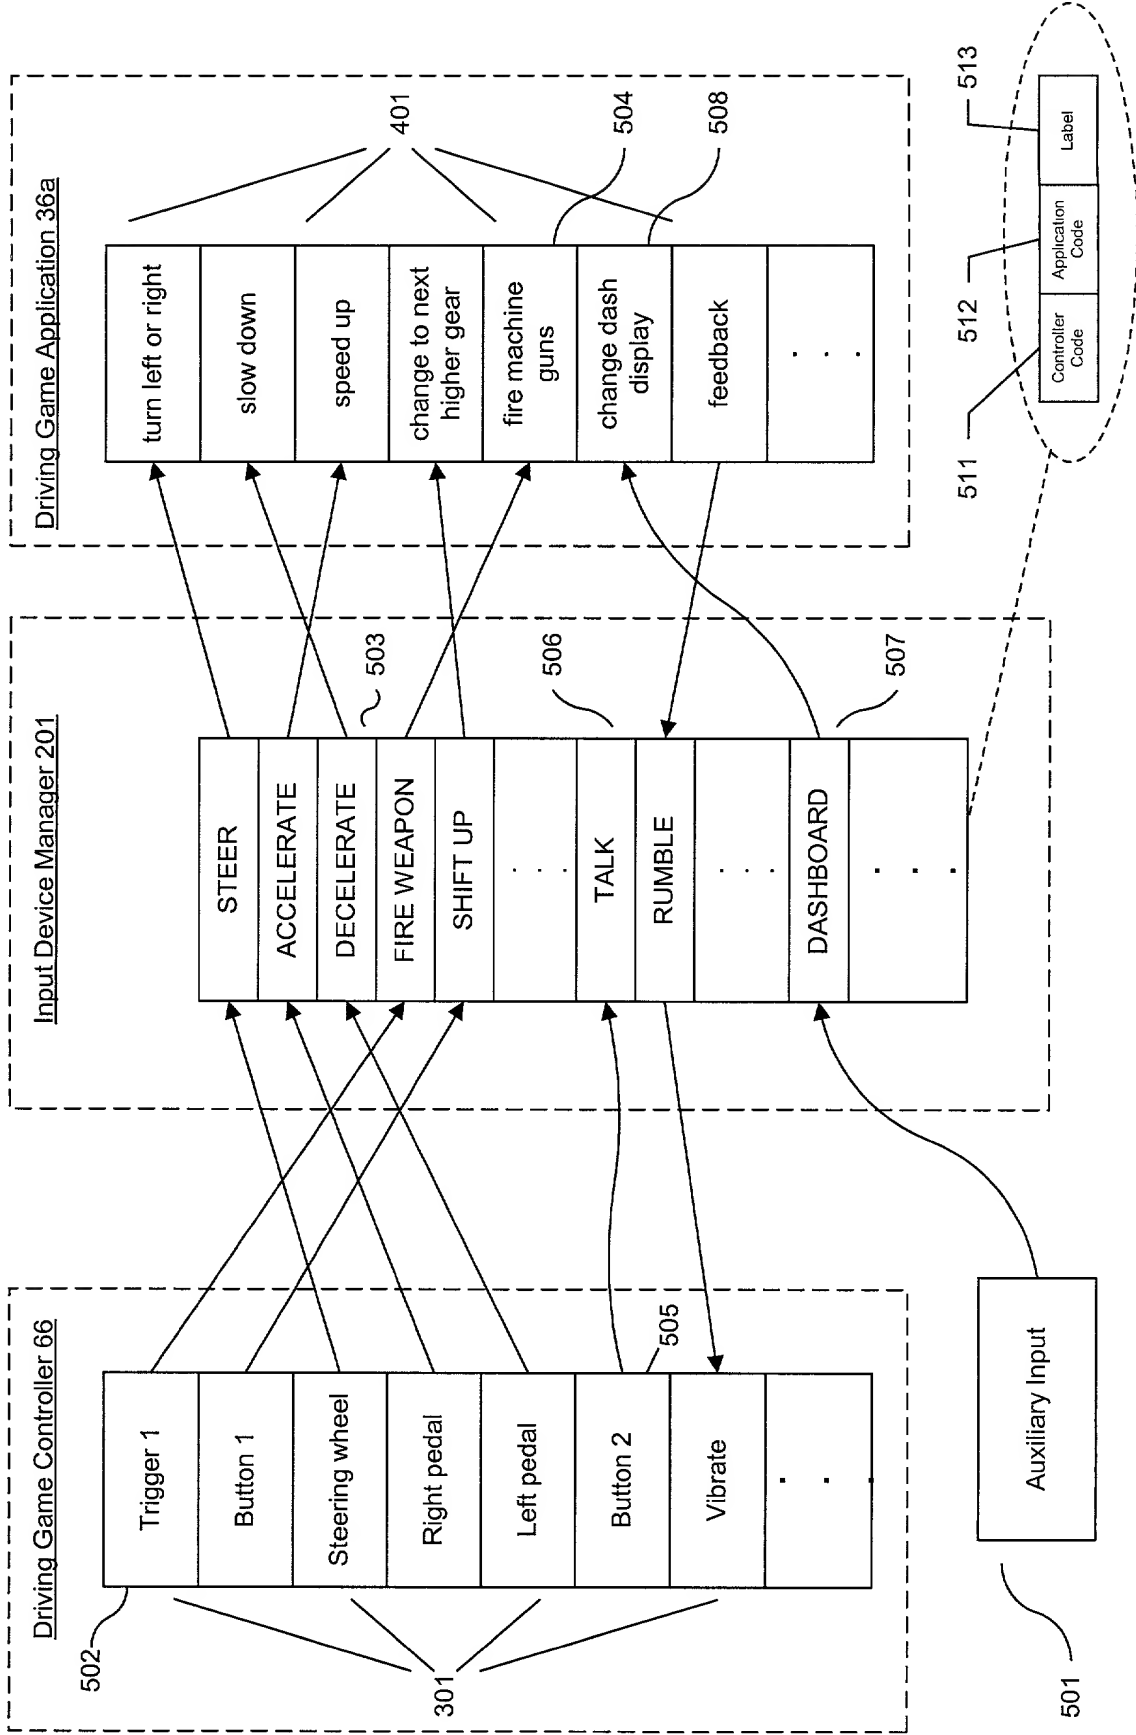 Driving Game Controller 66
502
Trigger 1
Button 1
Steering wheel
Right pedal
Left pedal
Button 2
Vibrate
.
.
.
301
505
501
Auxiliary Input
Input Device Manager 201
STEER
ACCELERATE
DECELERATE
FIRE WEAPON
SHIFT UP
. . .
TALK
RUMBLE
. . .
DASHBOARD
. . .
503
506
507
Driving Game Application 36a
turn left or right
slow down
speed up
change to next
higher gear
fire machine
guns
change dash
display
feedback
. . .
401
504
508
511
512
513
Controller
Code
Application
Code
Label